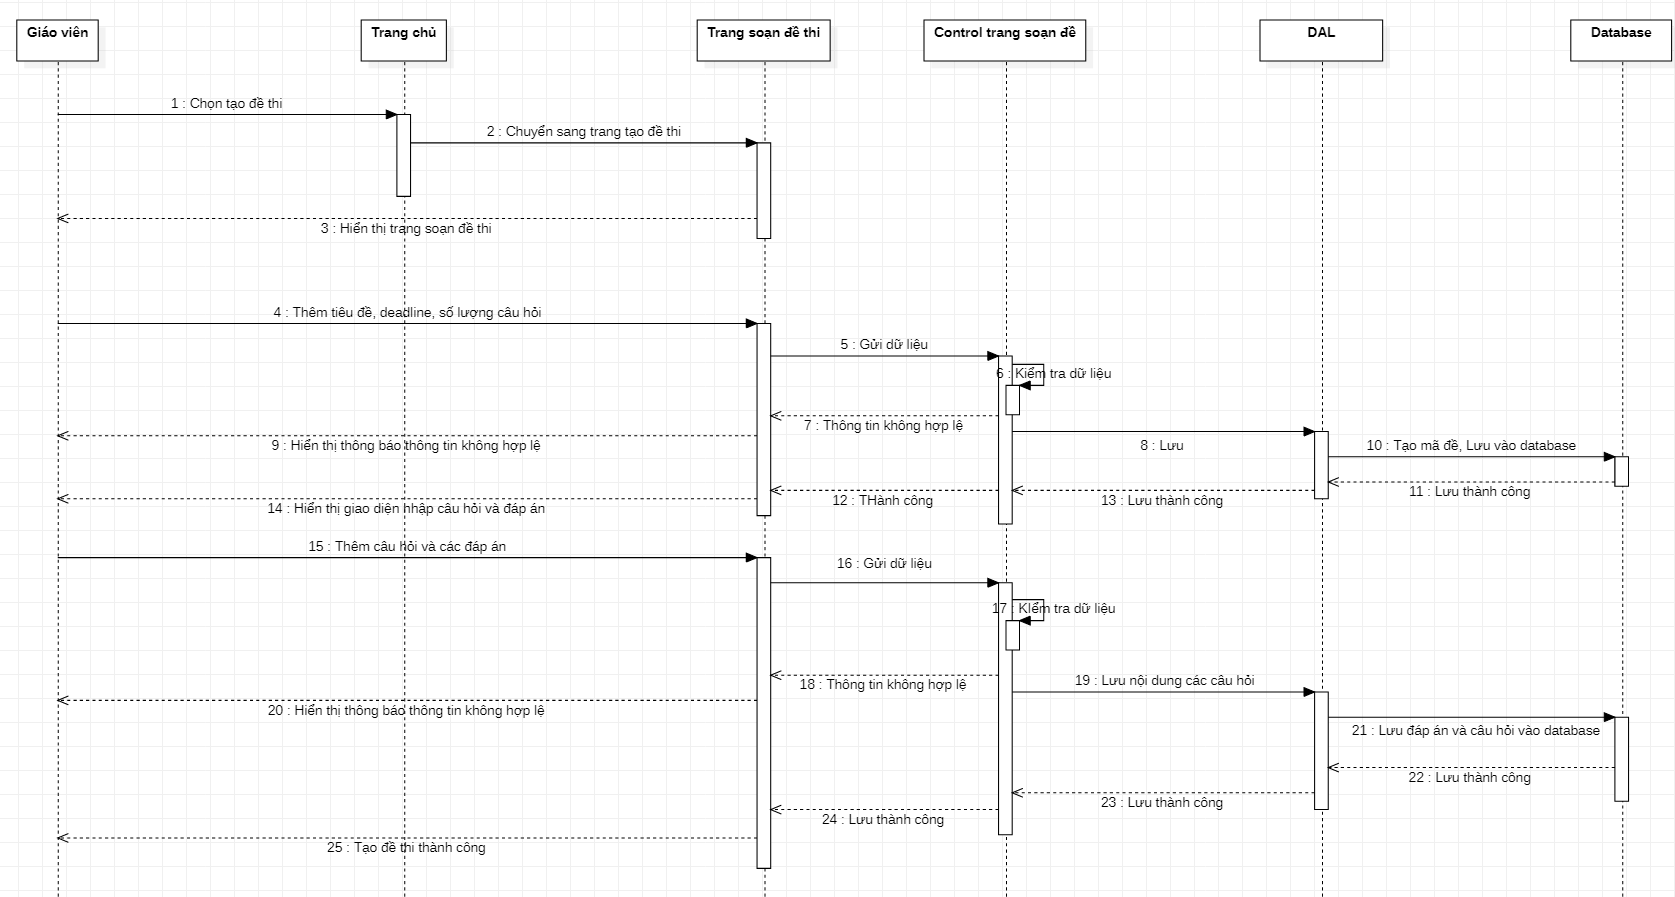 Giáo viên
Trang chủ
Trang soạn đề thi
Control trang soạn đề
DAL
Database
1 : Chọn tạo đề thi
2 : Chuyển sang trang tạo đề thi
3 : Hiển thị trang soạn đề thi
4 : Thêm tiêu đề, deadline, số lượng câu hỏi
5 : Gửi dữ liệu
6 : Kiểm tra dữ liệu
7 : Thông tin không hợp lệ
8 : Lưu
9 : Hiển thị thông báo thông tin không hợp lệ
10 : Tạo mã đề, Lưu vào database
11 : Lưu thành công
12 : THành công
13 : Lưu thành công
14 : Hiển thị giao diện nhập câu hỏi và đáp án
15 : Thêm câu hỏi và các đáp án
16 : Gửi dữ liệu
17 : KIểm tra dữ liệu
18 : Thông tin không hợp lệ
19 : Lưu nội dung các câu hỏi
20 : Hiển thị thông báo thông tin không hợp lệ
21 : Lưu đáp án và câu hỏi vào database
22 : Lưu thành công
23 : Lưu thành công
24 : Lưu thành công
25 : Tạo đề thi thành công